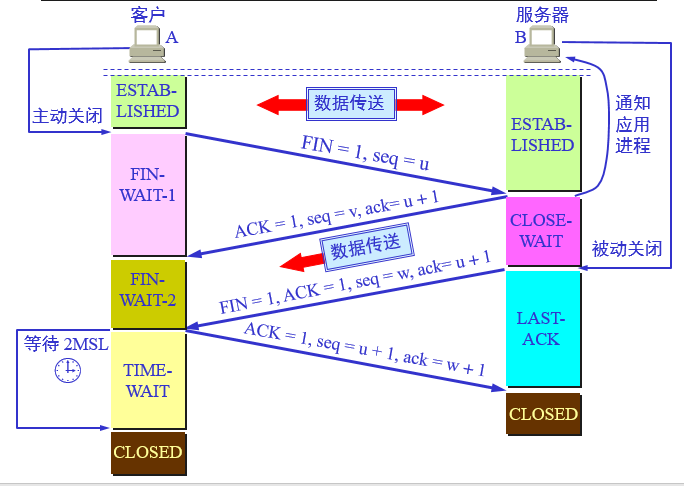 客户
服务器
A
B
ESTAB-
LISHED
数据传送
通知
应用
进程
主动关闭
ESTAB-
LISHED
FIN = 1, seq = u
FIN-
WAIT-1
ACK = 1, seq = v, ack= u + 1
CLOSE-
WAIT
数据传送
被动关闭
FIN-
WAIT-2
FIN = 1, ACK = 1, seq = w, ack= u + 1
LAST-
ACK
等待 2MSL
ACK = 1, seq = u + 1, ack = w + 1
TIME-
WAIT
CLOSED
CLOSED